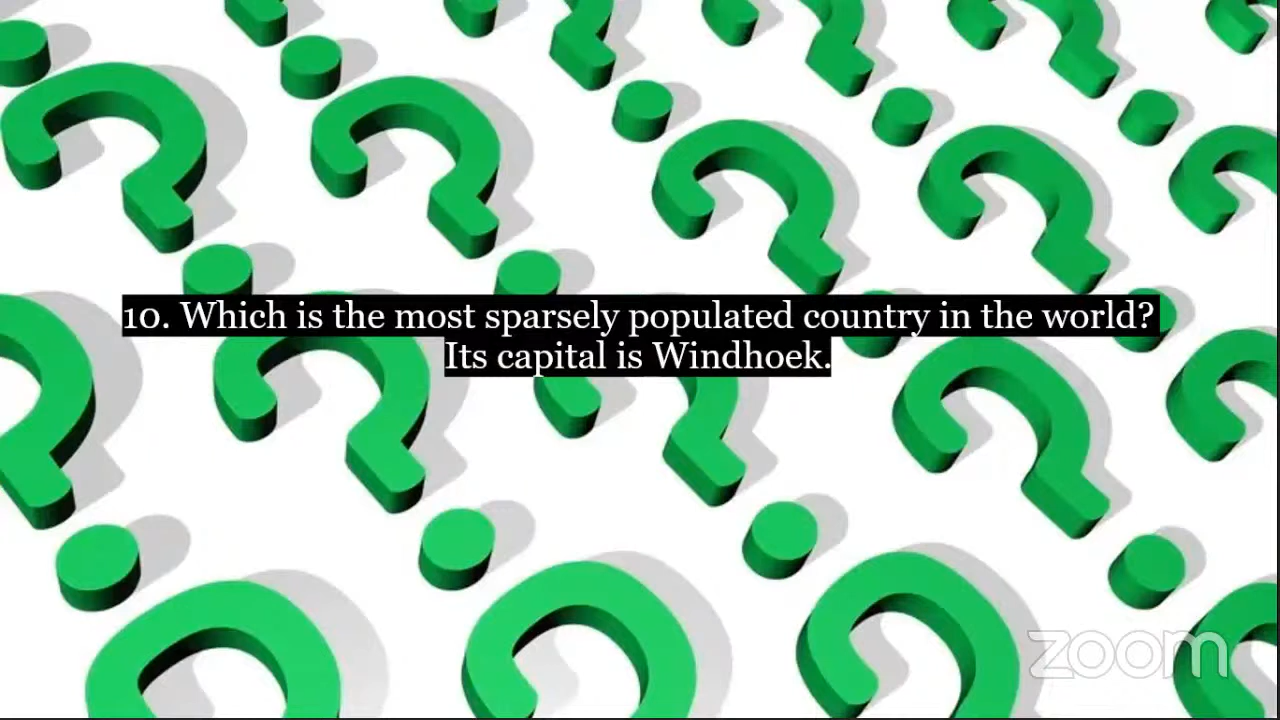 10. Which is the most sparsely populated country in the world?
Its capital is Windhoek.
zoom